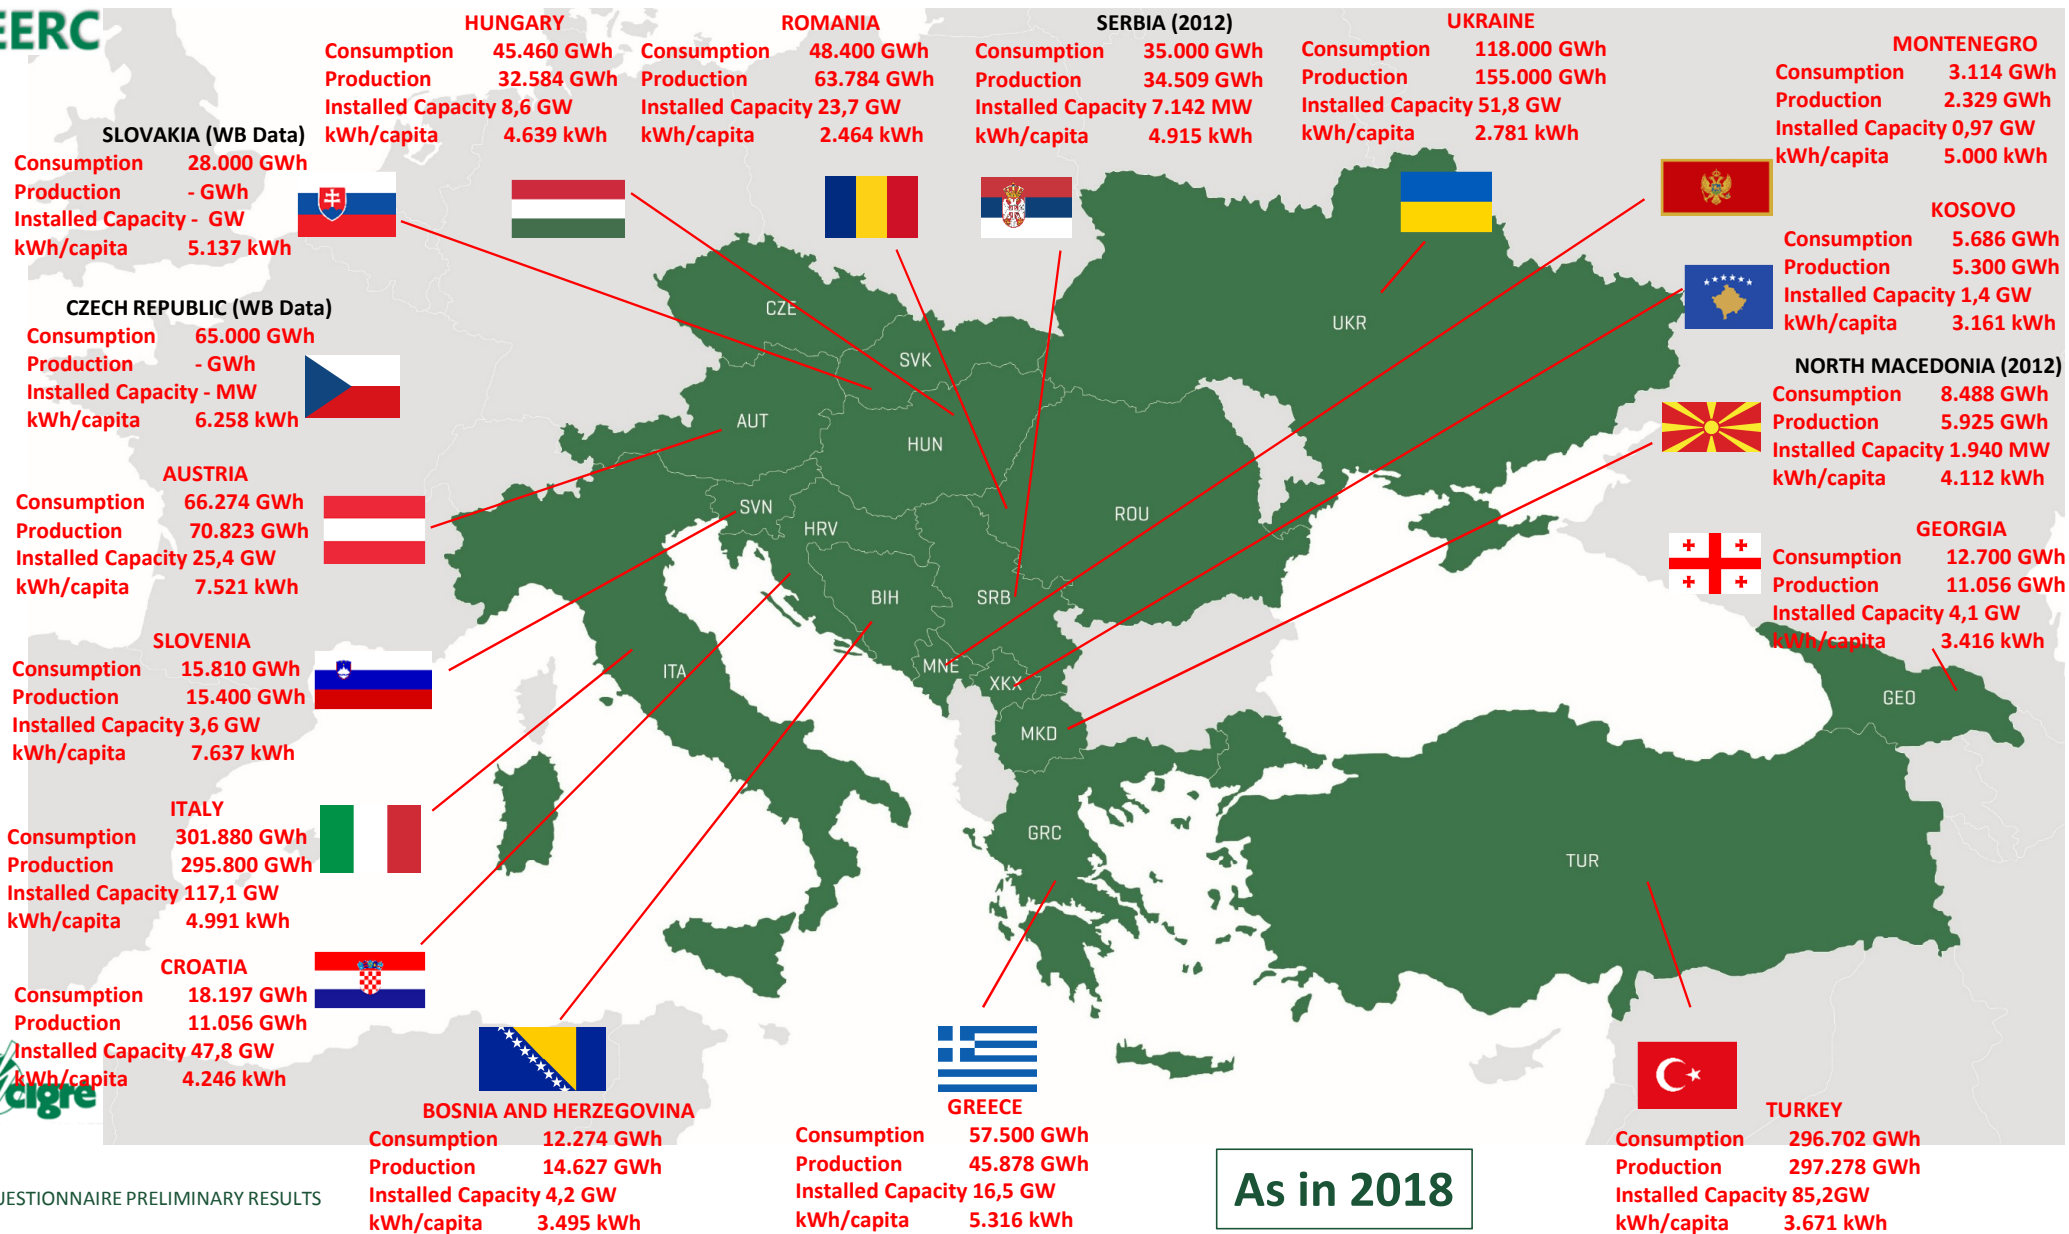 EERC
HUNGARY
Consumption 45.460 GWh
Production 32.584 GWh
Installed Capacity 8,6 GW
kWh/capita 4.639 kWh
ROMANIA
Consumption 48.400 GWh
Production 63.784 GWh
Installed Capacity 23,7 GW
kWh/capita 2.464 kWh
SERBIA (2012)
Consumption 35.000 GWh
Production 34.509 GWh
Installed Capacity 7.142 MW
kWh/capita 4.915 kWh
UKRAINE
Consumption 118.000 GWh
Production 155.000 GWh
Installed Capacity 51,8 GW
kWh/capita 2.781 kWh
MONTENEGRO
Consumption 3.114 GWh
Production 2.329 GWh
Installed Capacity 0,97 GW
kWh/capita 5.000 kWh
SLOVAKIA (WB Data)
Consumption 28.000 GWh
Production - GWh
Installed Capacity - GW
kWh/capita 5.137 kWh
KOSOVO
Consumption 5.686 GWh
Production 5.300 GWh
Installed Capacity 1,4 GW
kWh/capita 3.161 kWh
CZECH REPUBLIC (WB Data)
Consumption 65.000 GWh
Production - GWh
Installed Capacity - MW
kWh/capita 6.258 kWh
NORTH MACEDONIA (2012)
Consumption 8.488 GWh
Production 5.925 GWh
Installed Capacity 1.940 MW
kWh/capita 4.112 kWh
AUSTRIA
Consumption 66.274 GWh
Production 70.823 GWh
Installed Capacity 25,4 GW
kWh/capita 7.521 kWh
GEORGIA
Consumption 12.700 GWh
Production 11.056 GWh
Installed Capacity 4,1 GW
kWh/capita 3.416 kWh
SLOVENIA
Consumption 15.810 GWh
Production 15.400 GWh
Installed Capacity 3,6 GW
kWh/capita 7.637 kWh
ITALY
Consumption 301.880 GWh
Production 295.800 GWh
Installed Capacity 117,1 GW
kWh/capita 4.991 kWh
CROATIA
Consumption 18.197 GWh
Production 11.056 GWh
Installed Capacity 47,8 GW
kWh/capita 4.246 kWh
cigre
CZE
UKR
SVK
AUT
HUN
SVN
HRV
ROU
BIH
SRB
MNE
XKX
ITA
MKD
GEO
GRC
TUR
BOSNIA AND HERZEGOVINA
Consumption 12.274 GWh
Production 14.627 GWh
Installed Capacity 4,2 GW
kWh/capita 3.495 kWh
GREECE
Consumption 57.500 GWh
Production 45.878 GWh
Installed Capacity 16,5 GW
kWh/capita 5.316 kWh
As in 2018
TURKEY
Consumption 296.702 GWh
Production 297.278 GWh
Installed Capacity 85,2GW
kWh/capita 3.671 kWh
UESTIONNAIRE PRELIMINARY RESULTS